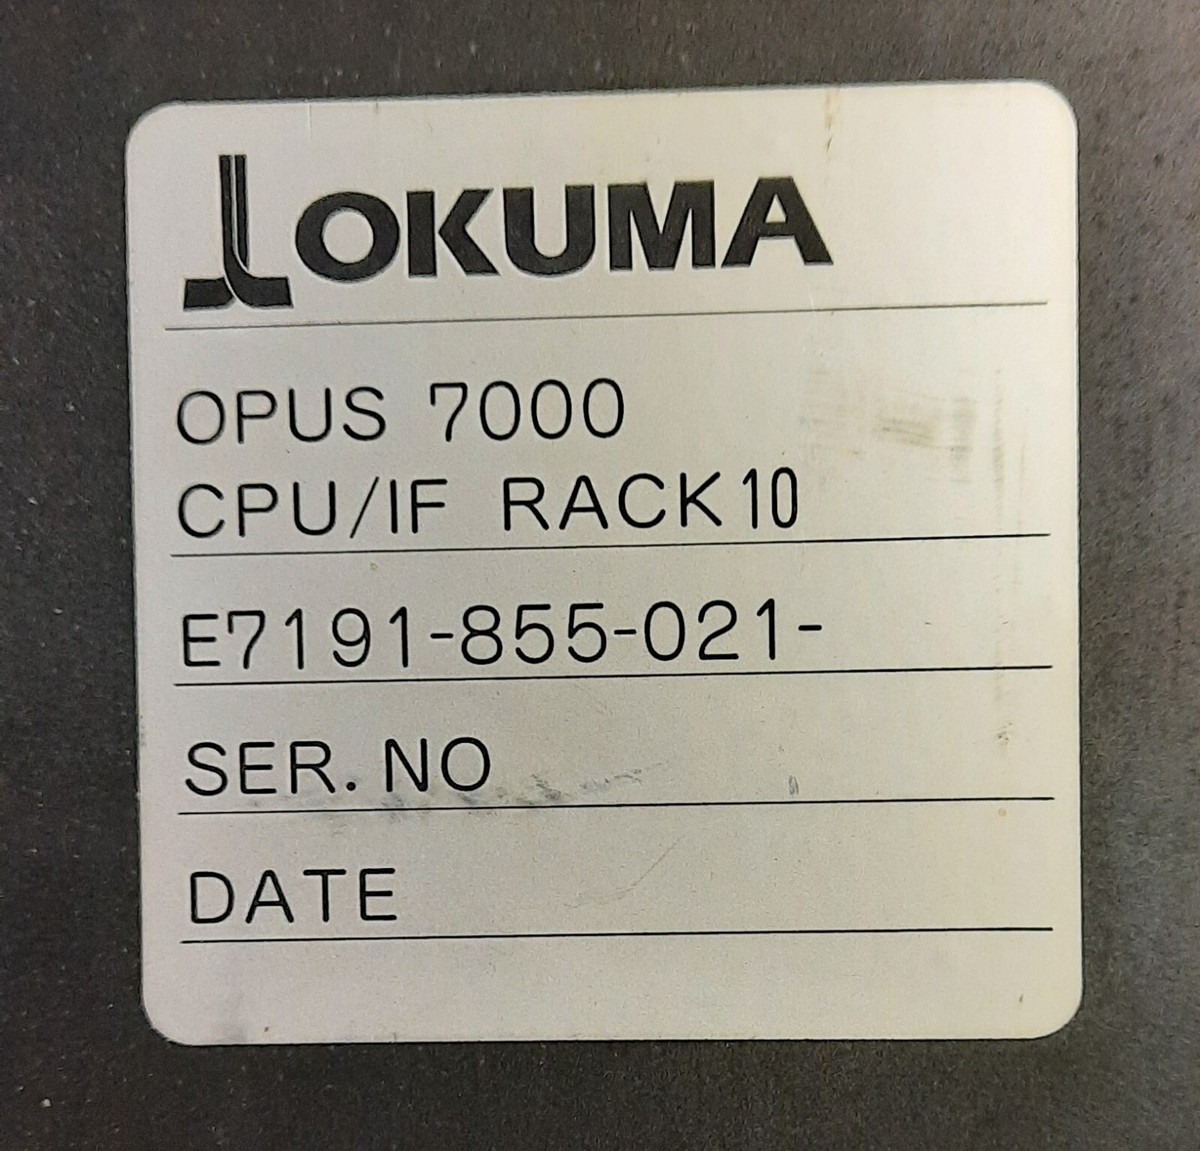 OKUMA
OPUS 7000
CPU/IF RACK10
E7191-855-021-
SER. NO
DATE